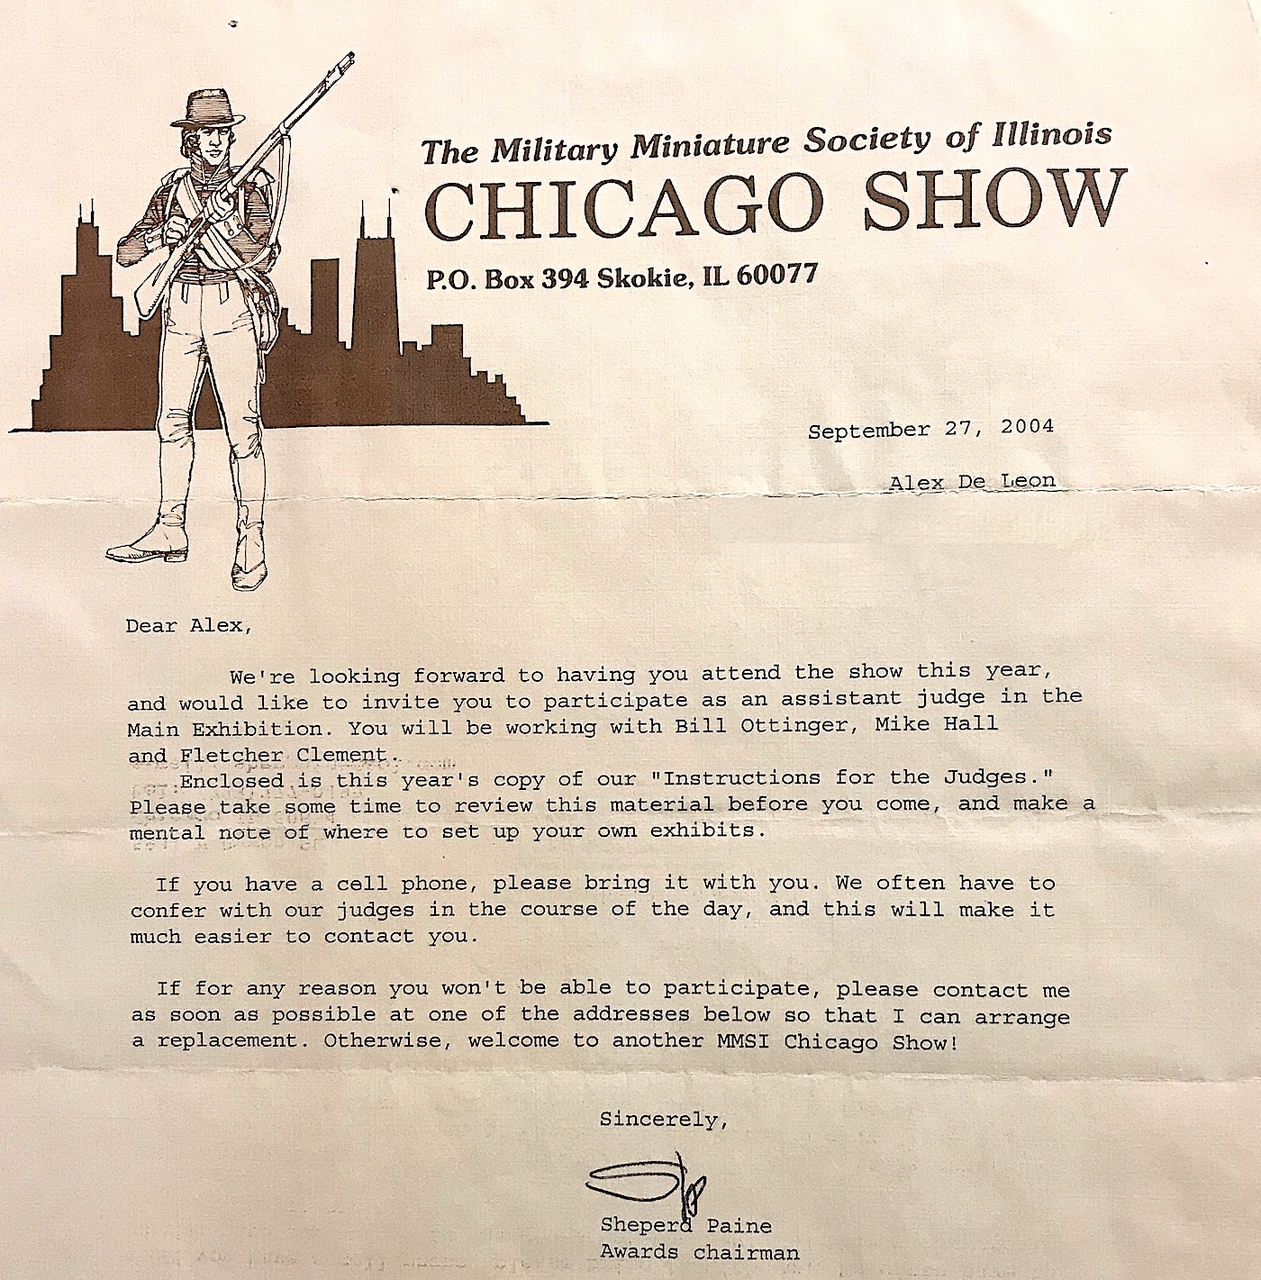 The Military Miniature Society of Illinois
CHICAGO SHOW
P.O. Box 394 Skokie, IL 60077
September 27, 2004
Alex De Leon
Dear Alex,
We're looking forward to having you attend the show this year,
and would like to invite you to participate as an assistant judge in the
Main Exhibition. You will be working with Bill Ottinger, Mike Hall
and Fletcher Clement.
Enclosed is this year's copy of our "Instructions for the Judges."
Please take some time to review this material before you come, and make a
mental note of where to set up your own exhibits.
If you have a cell phone, please bring it with you. We often have to
confer with our judges in the course of the day, and this will make it
much easier to contact you.
If for any reason you won't be able to participate, please contact me
as soon as possible at one of the addresses below so that I can arrange
a replacement. Otherwise, welcome to another MMSI Chicago Show!
Sincerely,
Sheperd Paine
Awards chairman